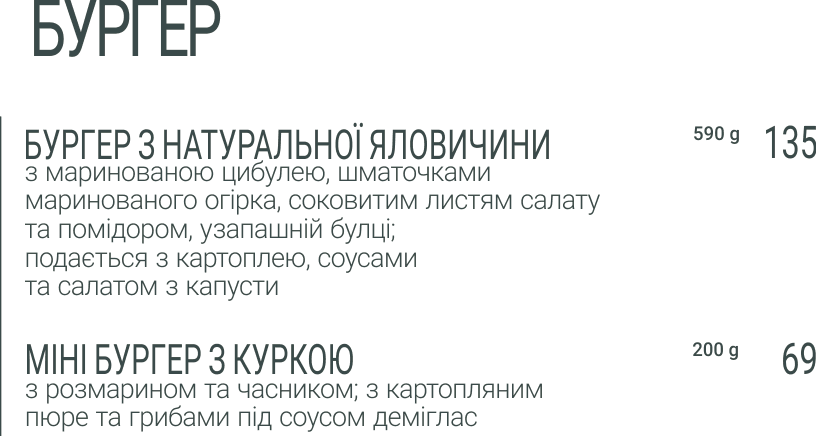 БУРГЕР
БУРГЕР З НАТУРАЛЬНОЇ ЯЛОВИЧИНИ 590 g 135
з маринованою цибулею, шматочками
маринованого огірка, соковитим листям салату
та помідором, узапашній булці;
подається з картоплею, соусами
та салатом з капусти
МІНІ БУРГЕР З КУРКОЮ 200 g 69
з розмарином та часником; з картопляним
пюре та грибами під соусом деміглас